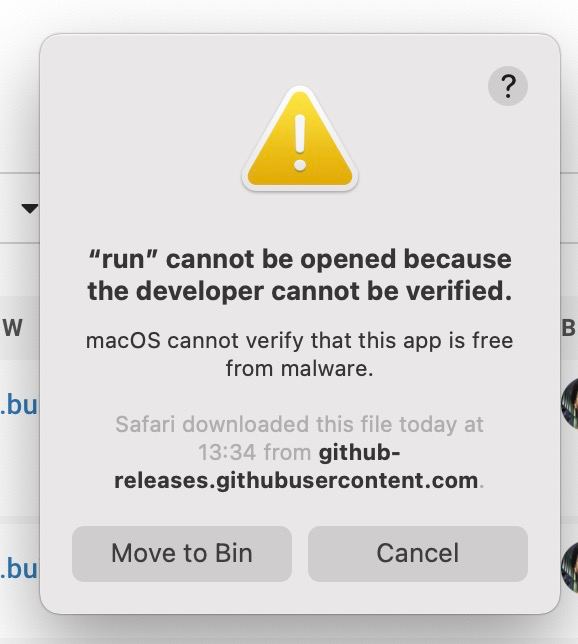 ?
“run” cannot be opened because
the developer cannot be verified.
W
macOS cannot verify that this app is free
from malware.
B
.bu
Safari downloaded this file today at
13:34 from github-
releases.githubusercontent.com.
Move to Bin
Cancel
.bui